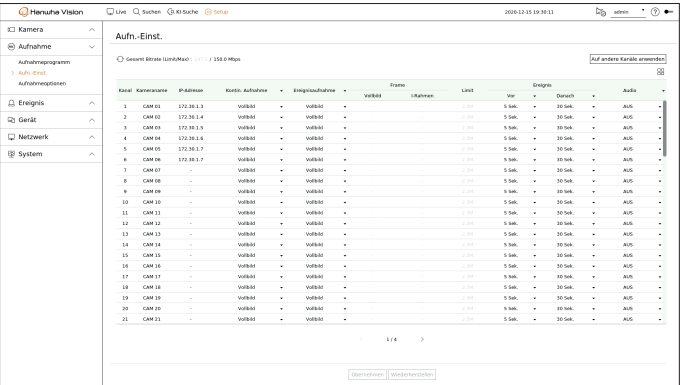 Hanwha Vision
Live Suchen KI-Suche Setup 2020-12-15 19:30:11 admin
Kamera
Aufnahme
Aufnahmeprogramm
Aufn.-Einst.
Aufnahmeoptionen
Ereignis
Gerät
Netzwerk
System
Aufn.-Einst.
Gesamt Bitrate (Limit/Max) : / 150.0 Mbps
Auf andere Kanäle anwenden
Kanal Kameraname IP-Adresse Kontin. Aufnahme Ereignisaufnahme Frame Limit Ereignis Audio
Vollbild I-Rahmen Vor Danach
1 CAM 01 172.30.1.3 Vollbild Vollbild 5 Sek. 30 Sek. AUS
2 CAM 02 172.30.1.4 Vollbild Vollbild 5 Sek. 30 Sek. AUS
3 CAM 03 172.30.1.5 Vollbild Vollbild 5 Sek. 30 Sek. AUS
4 CAM 04 172.30.1.6 Vollbild Vollbild 5 Sek. 30 Sek. AUS
5 CAM 05 172.30.1.7 Vollbild Vollbild 5 Sek. 30 Sek. AUS
6 CAM 06 172.30.1.7 Vollbild Vollbild 5 Sek. 30 Sek. AUS
7 CAM 07 - Vollbild Vollbild 5 Sek. 30 Sek. AUS
8 CAM 08 - Vollbild Vollbild 5 Sek. 30 Sek. AUS
9 CAM 09 - Vollbild Vollbild 5 Sek. 30 Sek. AUS
10 CAM 10 - Vollbild Vollbild 5 Sek. 30 Sek. AUS
11 CAM 11 - Vollbild Vollbild 5 Sek. 30 Sek. AUS
12 CAM 12 - Vollbild Vollbild 5 Sek. 30 Sek. AUS
13 CAM 13 - Vollbild Vollbild 5 Sek. 30 Sek. AUS
14 CAM 14 - Vollbild Vollbild 5 Sek. 30 Sek. AUS
15 CAM 15 - Vollbild Vollbild 5 Sek. 30 Sek. AUS
16 CAM 16 - Vollbild Vollbild 5 Sek. 30 Sek. AUS
17 CAM 17 - Vollbild Vollbild 5 Sek. 30 Sek. AUS
18 CAM 18 - Vollbild Vollbild 5 Sek. 30 Sek. AUS
19 CAM 19 - Vollbild Vollbild 5 Sek. 30 Sek. AUS
20 CAM 20 - Vollbild Vollbild 5 Sek. 30 Sek. AUS
21 CAM 21 - Vollbild Vollbild 5 Sek. 30 Sek. AUS
1 / 4
Übernehmen Wiederherstellen